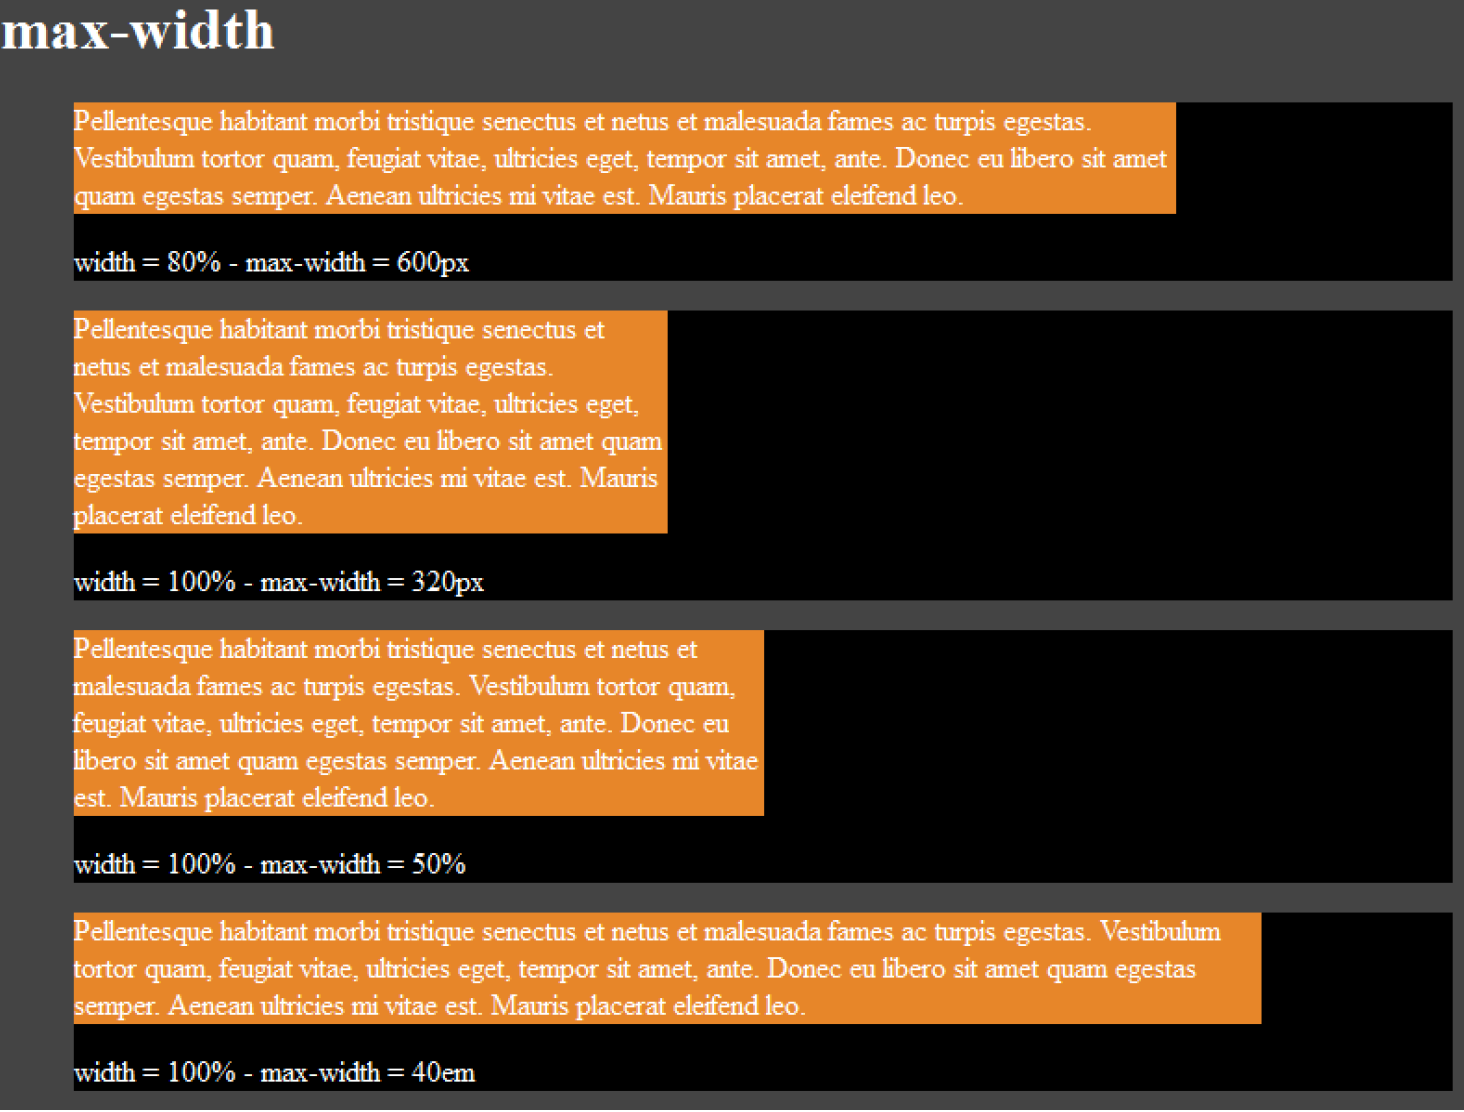 max-width
Pellentesque habitant morbi tristique senectus et netus et malesuada fames ac turpis egestas.
Vestibulum tortor quam, feugiat vitae, ultricies eget, tempor sit amet, ante. Donec eu libero sit amet
quam egestas semper. Aenean ultricies mi vitae est. Mauris placerat eleifend leo.
width = 80% - max-width = 600px
Pellentesque habitant morbi tristique senectus et
netus et malesuada fames ac turpis egestas.
Vestibulum tortor quam, feugiat vitae, ultricies eget,
tempor sit amet, ante. Donec eu libero sit amet quam
egestas semper. Aenean ultricies mi vitae est. Mauris
placerat eleifend leo.
width = 100% - max-width = 320px
Pellentesque habitant morbi tristique senectus et netus et
malesuada fames ac turpis egestas. Vestibulum tortor quam,
feugiat vitae, ultricies eget, tempor sit amet, ante. Donec eu
libero sit amet quam egestas semper. Aenean ultricies mi vitae
est. Mauris placerat eleifend leo.
width = 100% - max-width = 50%
Pellentesque habitant morbi tristique senectus et netus et malesuada fames ac turpis egestas. Vestibulum
tortor quam, feugiat vitae, ultricies eget, tempor sit amet, ante. Donec eu libero sit amet quam egestas
semper. Aenean ultricies mi vitae est. Mauris placerat eleifend leo.
width = 100% - max-width = 40em